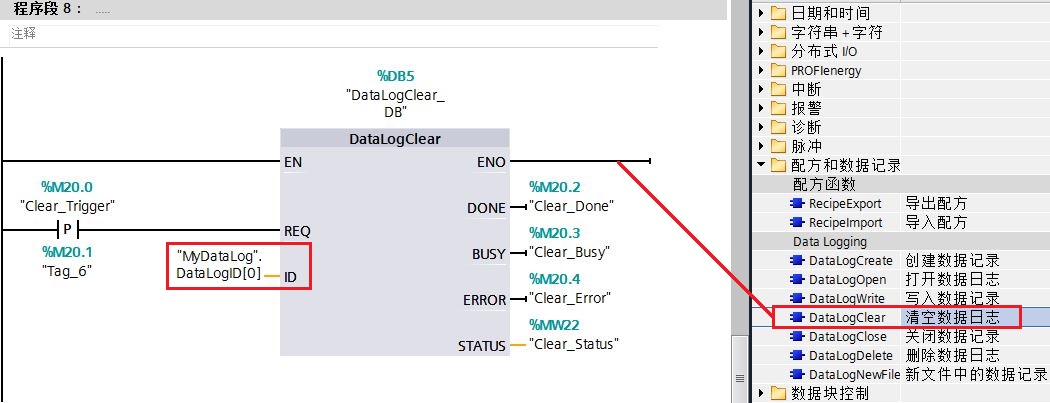 程序段 8： .....
注释
%DB5
"DataLogClear_
DB"
DataLogClear
EN
ENO
%M20.0
"Clear_Trigger"
P
%M20.1
"Tag_6"
REQ
"MyDataLog".
DataLogID[0]
ID
DONE
%M20.2
"Clear_Done"
BUSY
%M20.3
"Clear_Busy"
ERROR
%M20.4
"Clear_Error"
STATUS
%MW22
"Clear_Status"
日期和时间
字符串 + 字符
分布式 I/O
PROFIenergy
中断
报警
诊断
脉冲
配方和数据记录
配方函数
RecipeExport 导出配方
RecipeImport 导入配方
Data Logging
DataLogCreate 创建数据记录
DataLogOpen 打开数据日志
DataLogWrite 写入数据记录
DataLogClear 清空数据日志
DataLogClose 关闭数据记录
DataLogDelete 删除数据日志
DataLogNewFile 新文件中的数据记录
数据块控制